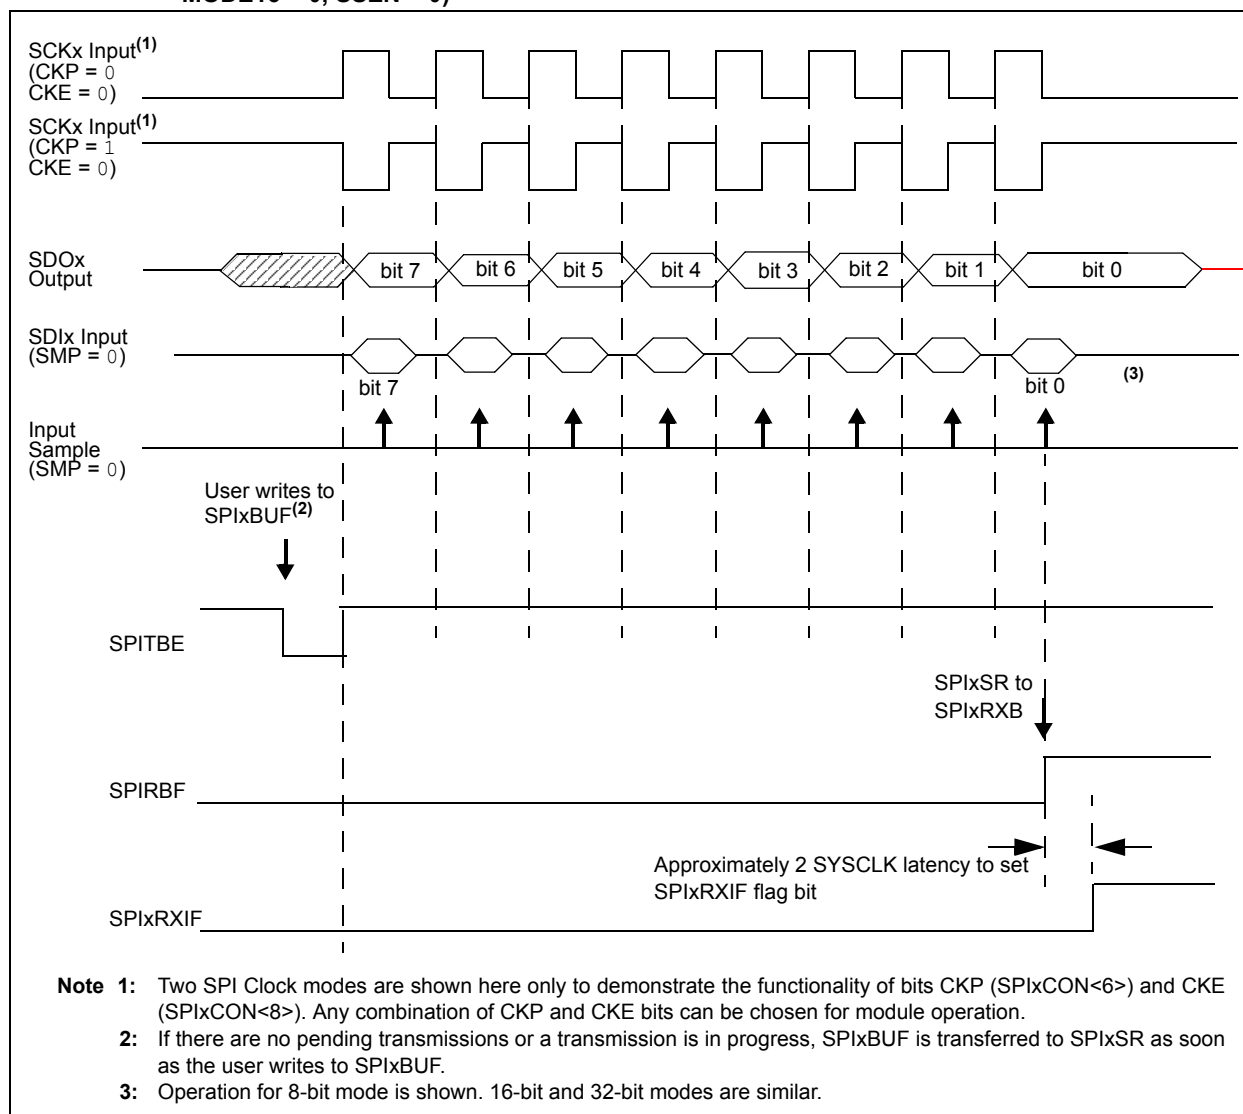 SCKx Input(1)
(CKP = 0
CKE = 0)
SCKx Input(1)
(CKP = 1
CKE = 0)
SDOx
Output
bit 7
bit 6
bit 5
bit 4
bit 3
bit 2
bit 1
bit 0
SDIx Input
(SMP = 0)
bit 7
bit 0
(3)
Input
Sample
(SMP = 0)
User writes to
SPIxBUF(2)
SPITBE
SPIxSR to
SPIxRXB
SPIRBF
Approximately 2 SYSCLK latency to set
SPIxRXIF flag bit
SPIxRXIF
Note 1: Two SPI Clock modes are shown here only to demonstrate the functionality of bits CKP (SPIxCON<6>) and CKE
(SPIxCON<8>). Any combination of CKP and CKE bits can be chosen for module operation.
2: If there are no pending transmissions or a transmission is in progress, SPIxBUF is transferred to SPIxSR as soon
as the user writes to SPIxBUF.
3: Operation for 8-bit mode is shown. 16-bit and 32-bit modes are similar.